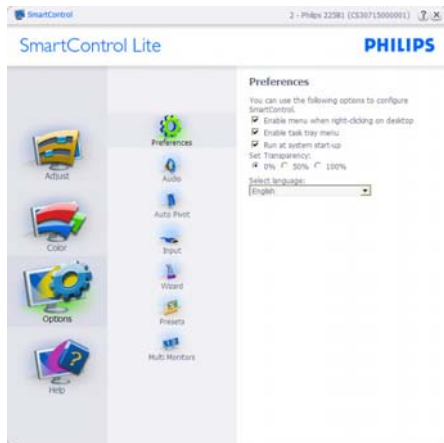 SmartControl
2 - Philips 225B1 (CS30715000001)
SmartControl Lite
PHILIPS
Adjust
Color
Options
Help
Preferences
Audio
Auto Pivot
Input
Wizard
Presets
Multi Monitors
Preferences
You can use the following options to configure
SmartControl.
Enable menu when right-clicking on desktop
Enable task tray menu
Run at system start-up
Set Transparency:
0% 50% 100%
Select language:
English